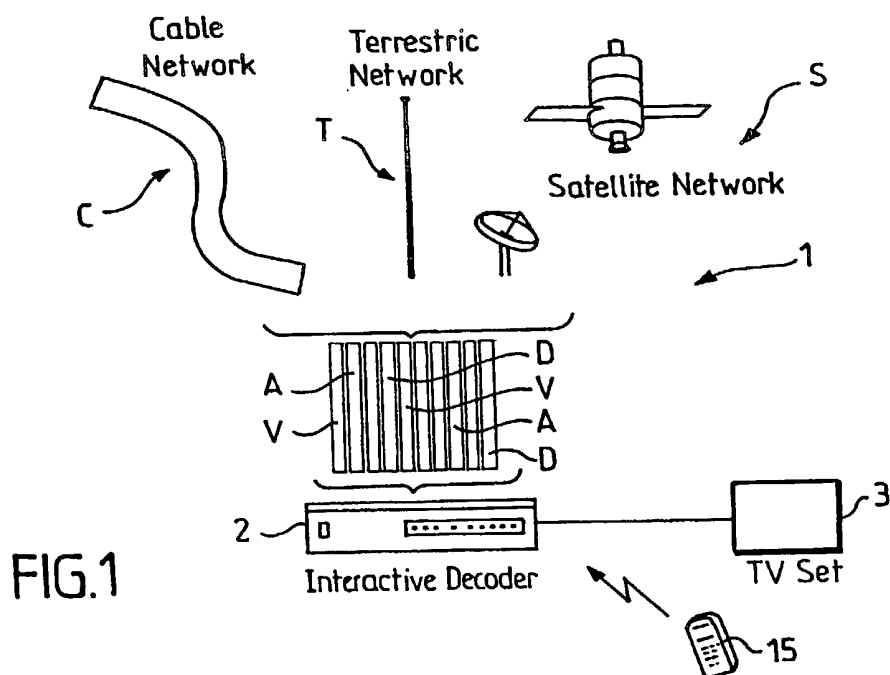 Cable
Network
Terrestric
Network
S
T
Satellite Network
C
1
D
A
V
V
A
D
2
3
Interactive Decoder
TV Set
FIG.1
15